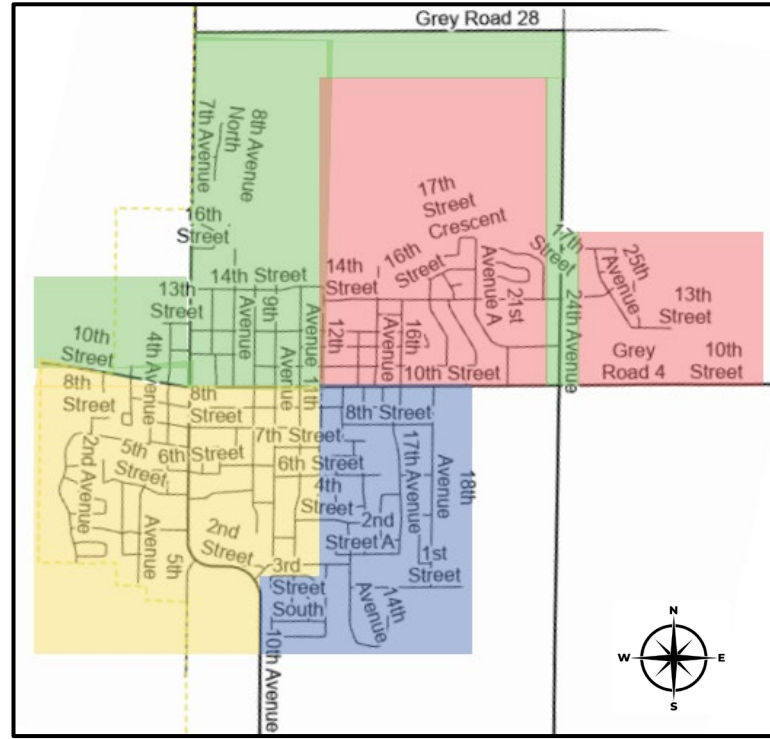 Grey Road 28
8th Avenue
North
7th Avenue
17th
Street
Crescent
16th
Street
16th
Street
17th
Street
25th
Avenue
14th Street
14th
Street
Avenue A
21st
13th
Street
13th
Street
9th
Avenue
Avenue
11th
Avenue
12th
Avenue
16th
24th Avenue
10th
Street
4th Avenue
Avenue
10th Street
Grey
Road 4
10th
Street
8th
Street
8th
Street
8th Street
7th Street
2nd Avenue
5th
Street
6th Street
6th Street
17th Avenue
Avenue
18th
4th
Street
Avenue
5th
2nd
Street
2nd
Street A
3rd
Street
South
1st
Street
14th
Avenue
10th Avenue
N
W
E
S